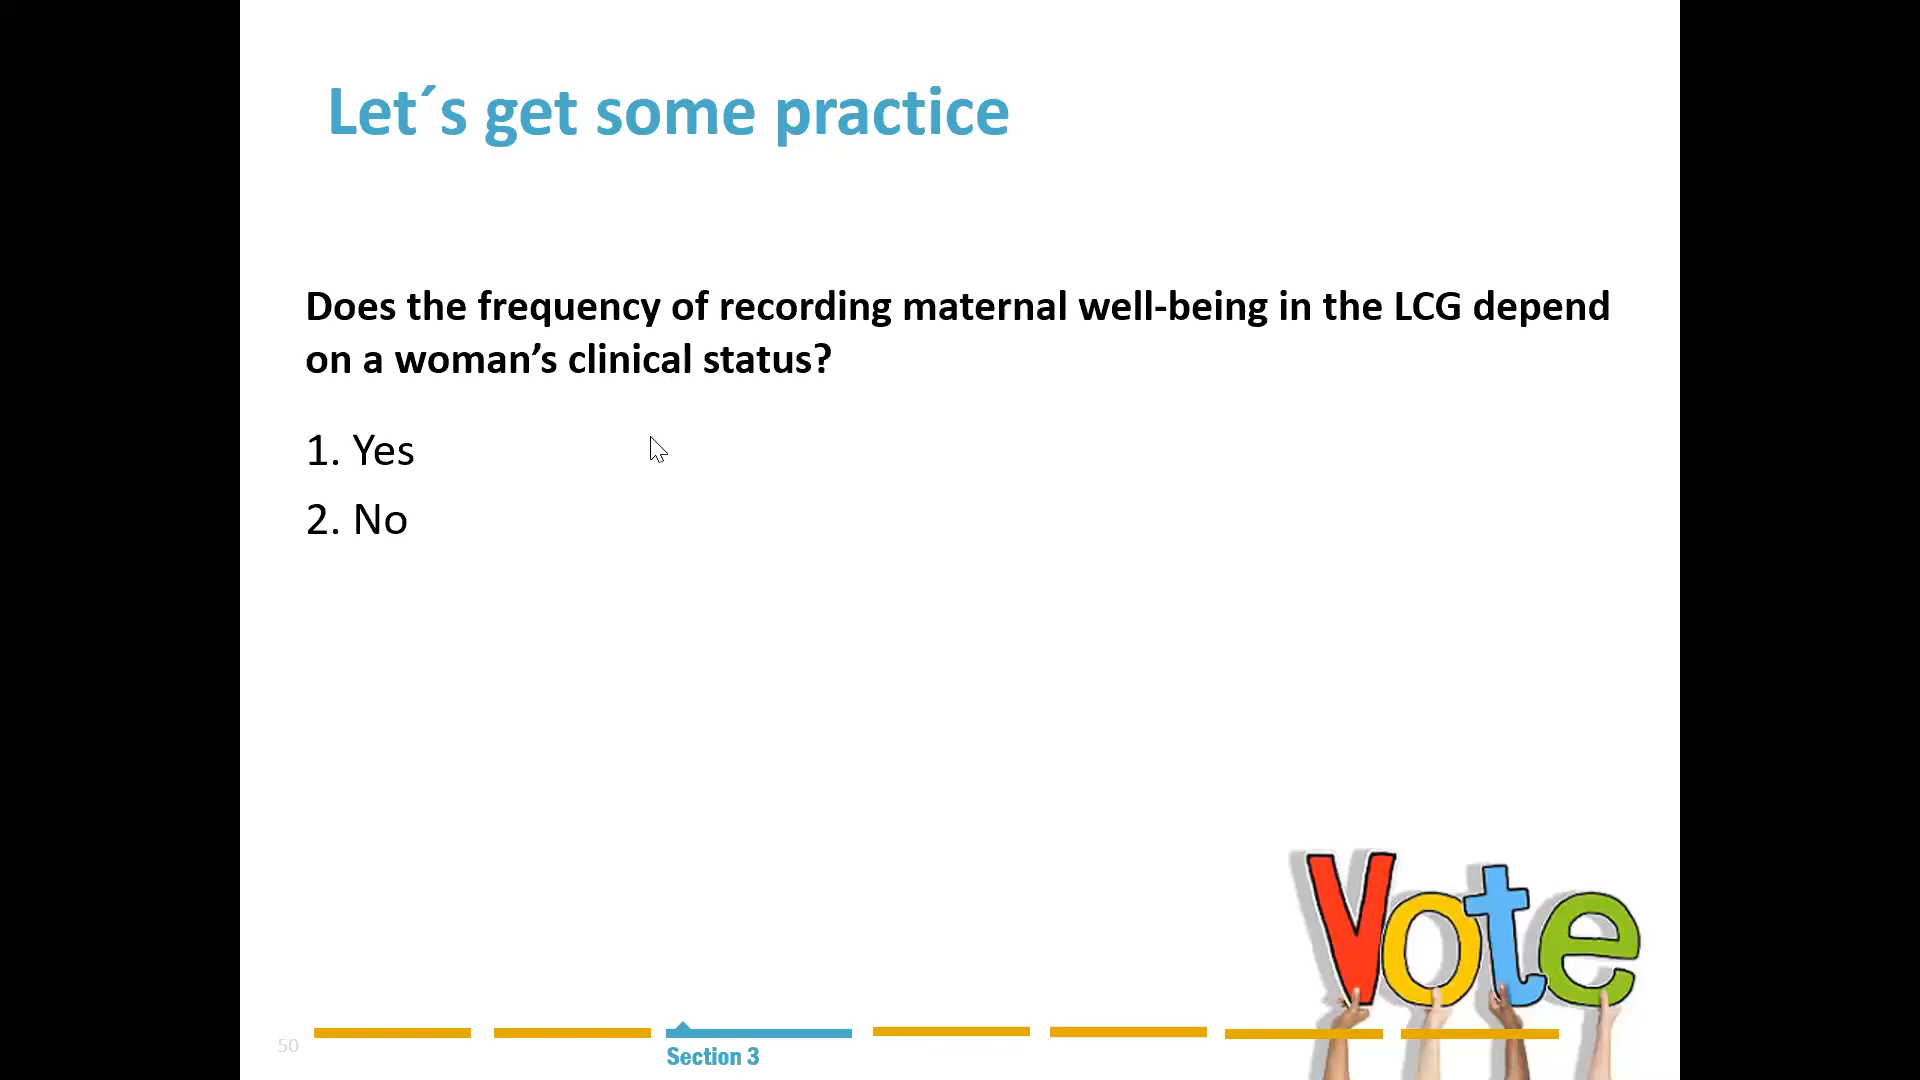 Let´s get some practice
Does the frequency of recording maternal well-being in the LCG depend
on a woman’s clinical status?
1. Yes
2. No
Vote
50
Section 3